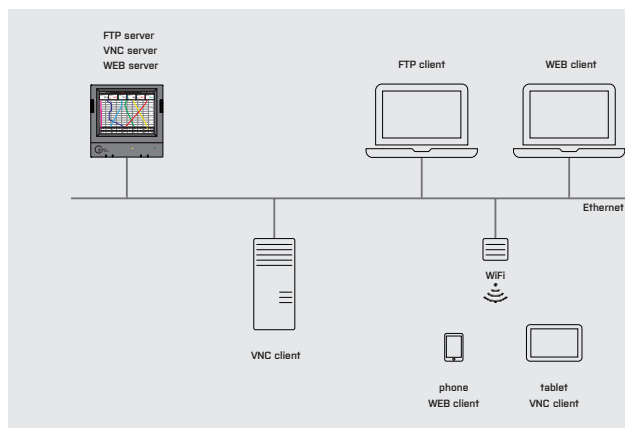 FTP server
VNC server
WEB server
FTP client
WEB client
Ethernet
WiFi
VNC client
phone
WEB client
tablet
VNC client